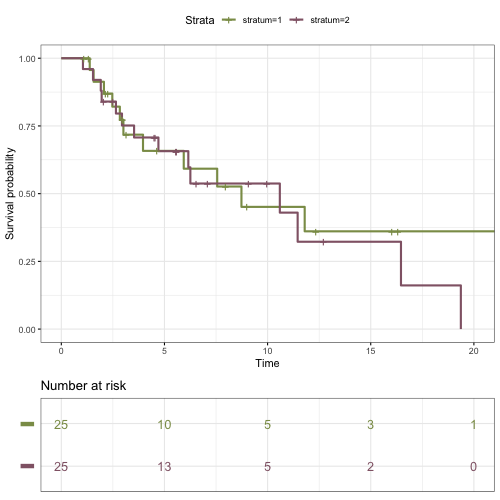 Strata stratum=1 stratum=2
1.00
0.75
0.50
0.25
0.00
Survival probability
0 5 10 15 20
Time
Number at risk
25 10 5 3 1
25 13 5 2 0